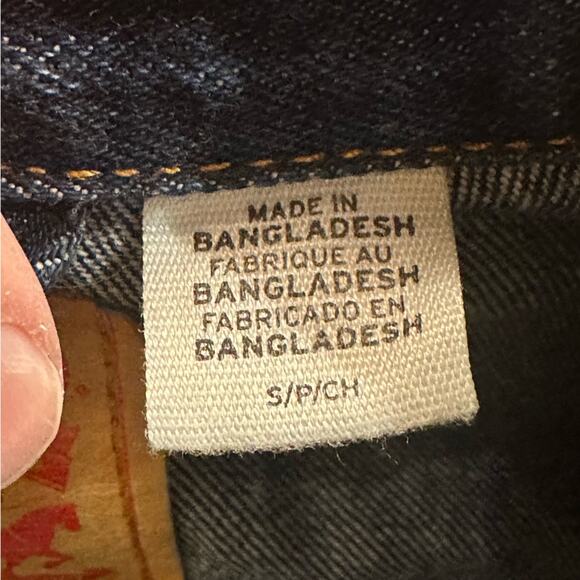 MADE IN
BANGLADESH
FABRIQUE AU
BANGLADESH
FABRICADO EN
BANGLADESH
S/P/CH